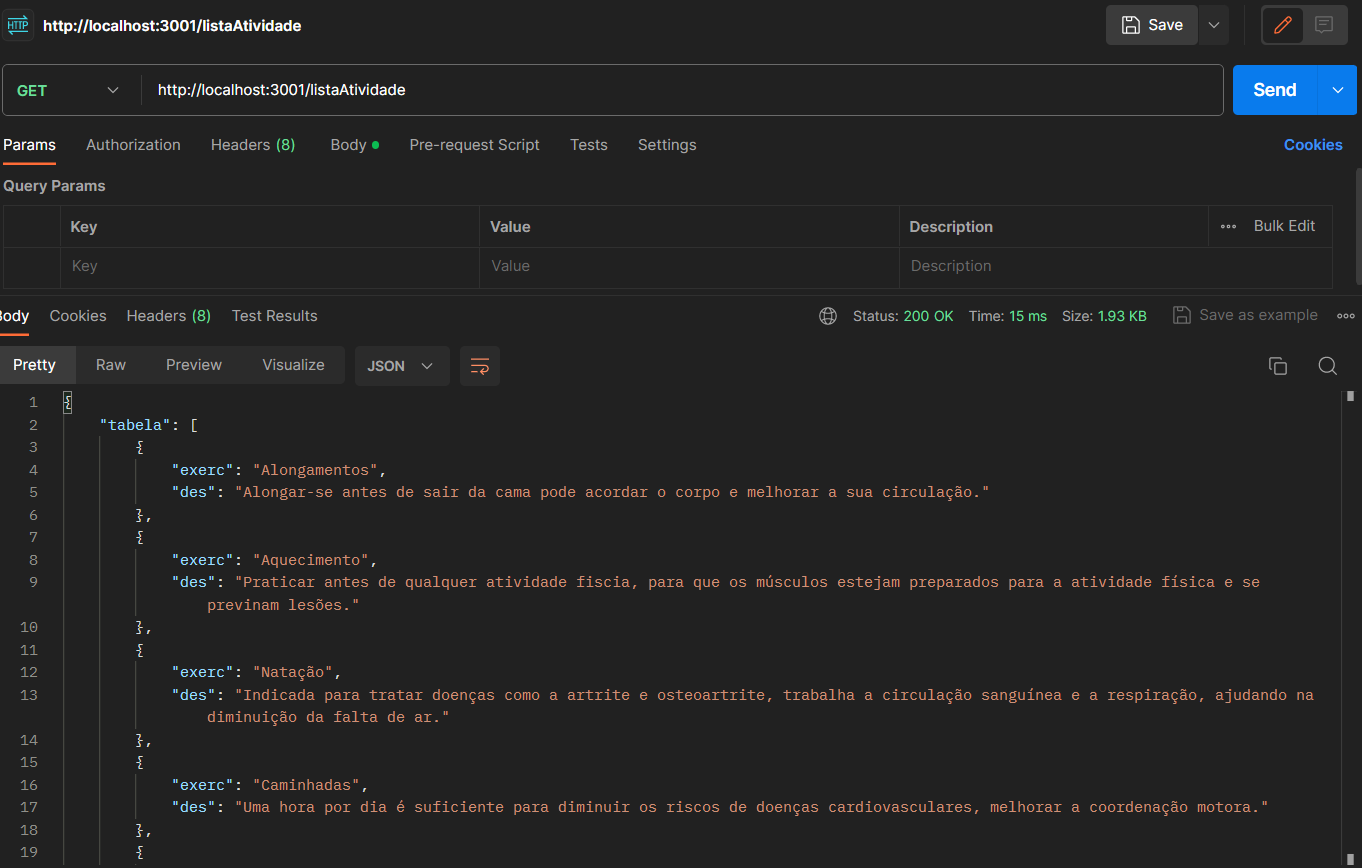 HTTP http://localhost:3001/listaAtividade Save
GET http://localhost:3001/listaAtividade Send
Params Authorization Headers (8) Body Pre-request Script Tests Settings Cookies
Query Params
Key Value Description Bulk Edit
Key Value Description
Body Cookies Headers (8) Test Results Status: 200 OK Time: 15 ms Size: 1.93 KB Save as example
Pretty Raw Preview Visualize JSON
1 {
2 "tabela": [
3 {
4 "exerc": "Alongamentos",
5 "des": "Alongar-se antes de sair da cama pode acordar o corpo e melhorar a sua circulação."
6 },
7 {
8 "exerc": "Aquecimento",
9 "des": "Praticar antes de qualquer atividade fiscia, para que os músculos estejam preparados para a atividade física e se
previnam lesões."
10 },
11 {
12 "exerc": "Natação",
13 "des": "Indicada para tratar doenças como a artrite e osteoartrite, trabalha a circulação sanguínea e a respiração, ajudando na
diminuição da falta de ar."
14 },
15 {
16 "exerc": "Caminhadas",
17 "des": "Uma hora por dia é suficiente para diminuir os riscos de doenças cardiovasculares, melhorar a coordenação motora."
18 },
19 {